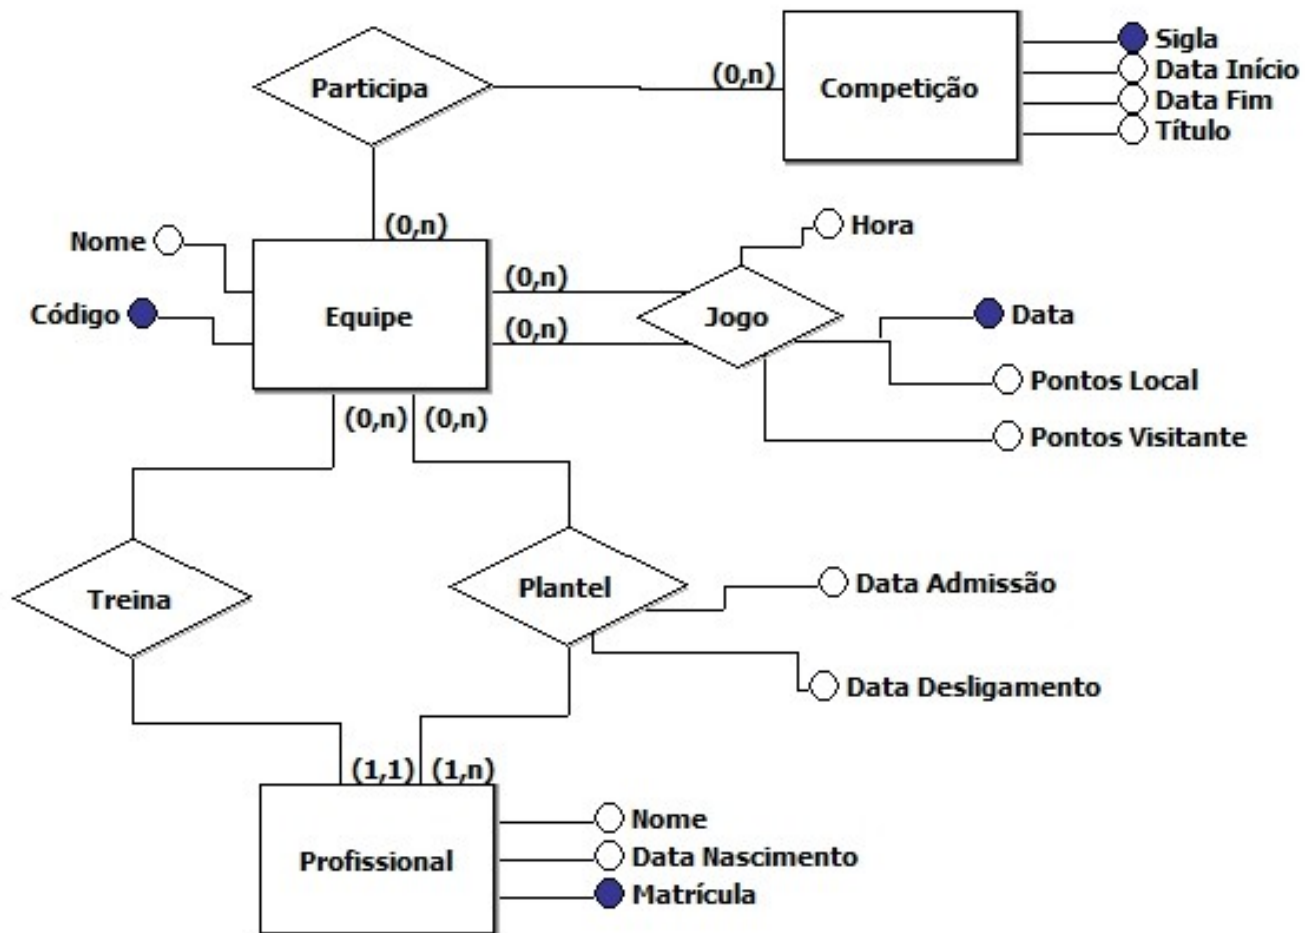 Participa
(0,n)
Competição
Sigla
Data Início
Data Fim
Título
(0,n)
Nome
Código
Equipe
(0,n)
(0,n)
Jogo
Hora
Data
Pontos Local
Pontos Visitante
(0,n)
(0,n)
Treina
Plantel
Data Admissão
Data Desligamento
(1,1)
(1,n)
Profissional
Nome
Data Nascimento
Matrícula